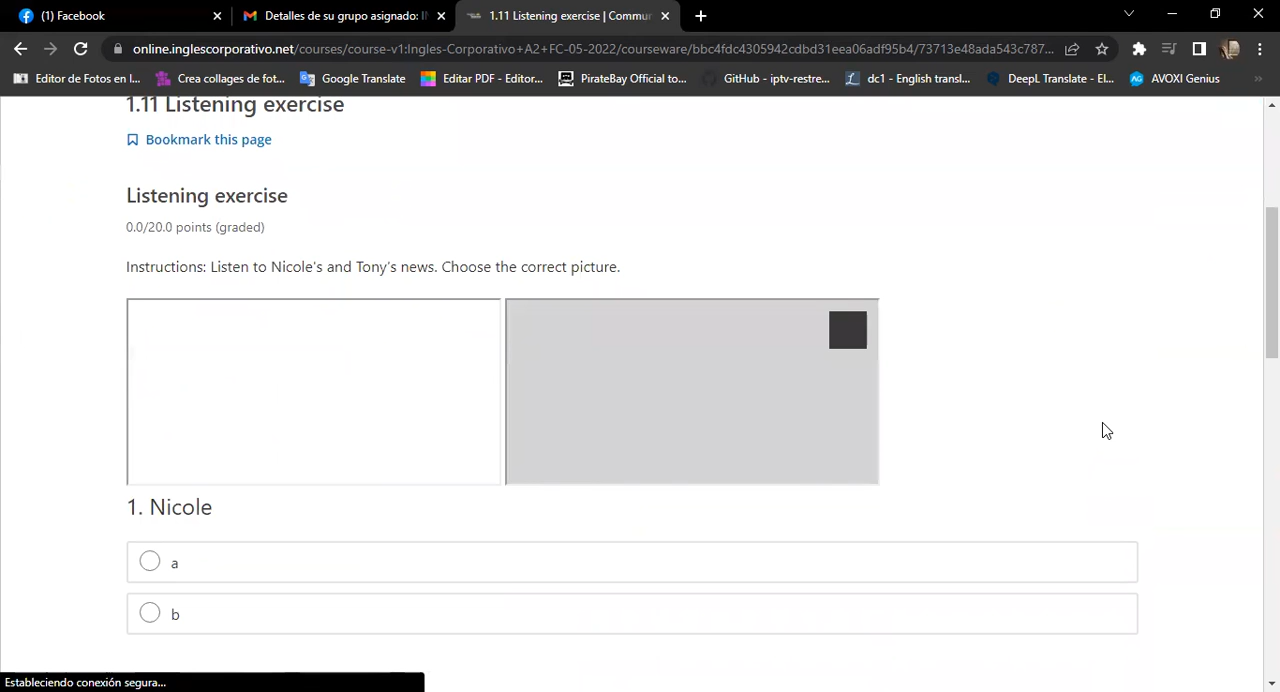 (1) Facebook
Detalles de su grupo asignado: I
1.11 Listening exercise | Commu
online.inglescorporativo.net/courses/course-v1:Ingles-Corporativo+A2+FC-05-2022/courseware/bbc4fdc4305942cdbd31eea06adf95b4/73713e48ada543c787...
Editor de Fotos en l...
Crea collages de fot...
Google Translate
Editar PDF - Editor...
PirateBay Official to...
GitHub - iptv-restre...
dc1 - English transl...
DeepL Translate - El...
AVOXI Genius
»
1.11 Listening exercise
Bookmark this page
Listening exercise
0.0/20.0 points (graded)
Instructions: Listen to Nicole's and Tony's news. Choose the correct picture.
1. Nicole
a
b
Estableciendo conexión segura...